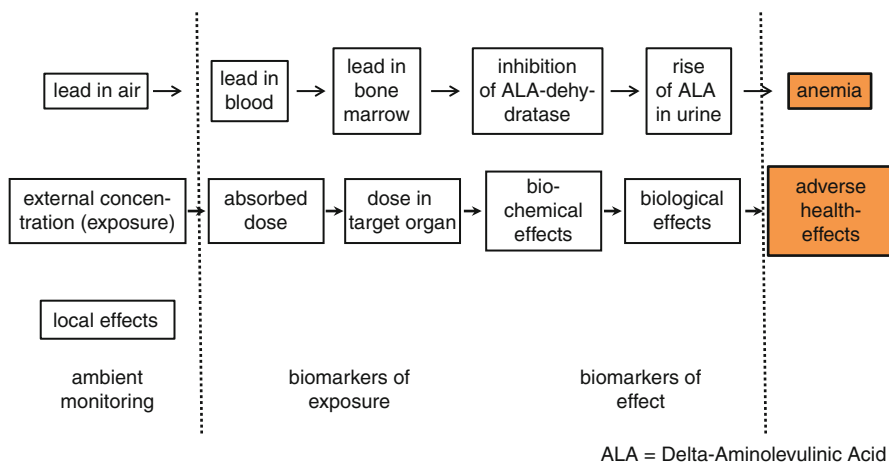 lead in air
lead in
blood
lead in
bone
marrow
inhibition
of ALA-dehy-
dratase
rise
of ALA
in urine
anemia
external concen-
tration (exposure)
absorbed
dose
dose in
target organ
bio-
chemical
effects
biological
effects
adverse
health-
effects
local effects
ambient
monitoring
biomarkers of
exposure
biomarkers of
effect
ALA = Delta-Aminolevulinic Acid